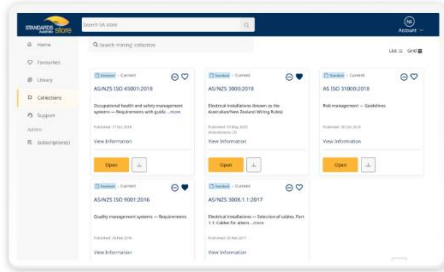 STANDARDS
Australia store
Search SA store
NS
Account
Home
Favourites
Library
Collections
Support
Admin
Subscription(s)
Search training collection
List
Grid
Standard - Current
AS/NZS ISO 45001:2018
Occupational health and safety management
systems — Requirements with guida ...more
View Information
Open
Standard - Current
AS/NZS 3000:2018
Electrical installations (known as the
Australian/New Zealand Wiring Rules)
View Information
Open
Standard - Current
AS ISO 31000:2018
Risk management — Guidelines
View Information
Open
Standard - Current
AS/NZS ISO 9001:2016
Quality management systems — Requirements
View Information
Standard - Current
AS/NZS 3008.1.1:2017
Electrical installations — Selection of cables, Part
1.1: Cables for altern ...more
View Information